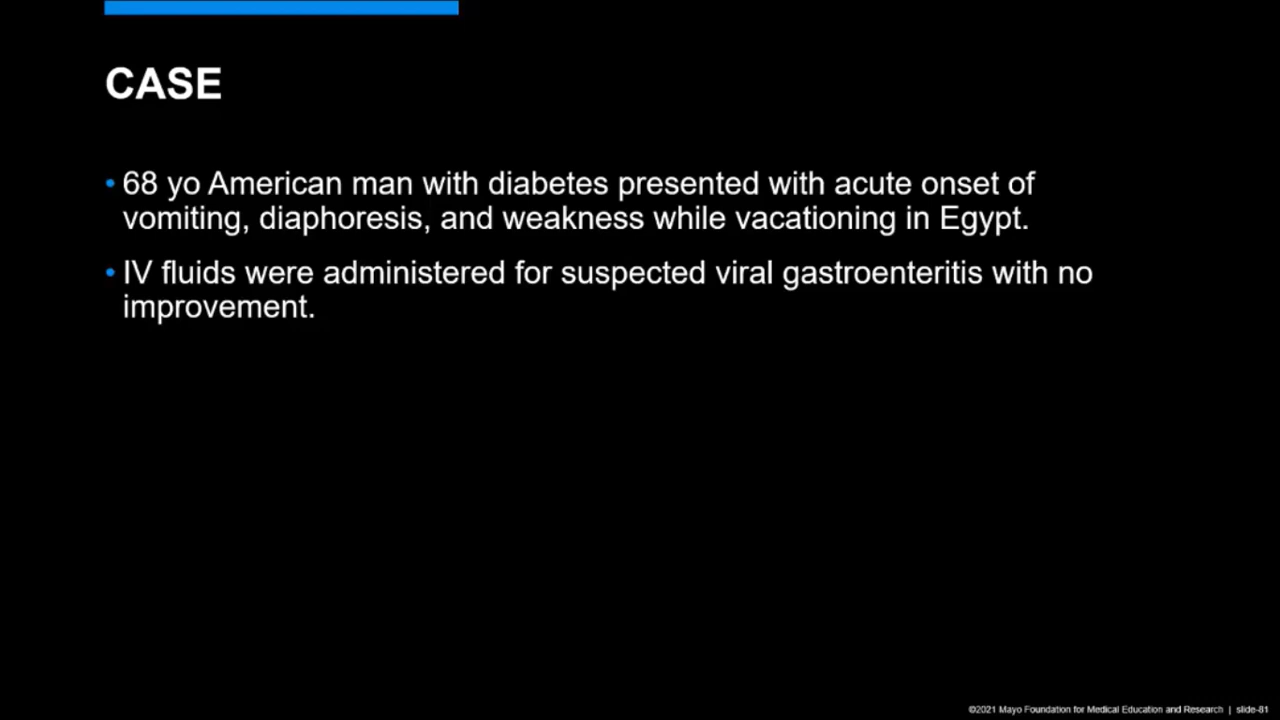 CASE
• 68 yo American man with diabetes presented with acute onset of
vomiting, diaphoresis, and weakness while vacationing in Egypt.
• IV fluids were administered for suspected viral gastroenteritis with no
improvement.
©2021 Mayo Foundation for Medical Education and Research | slide-81